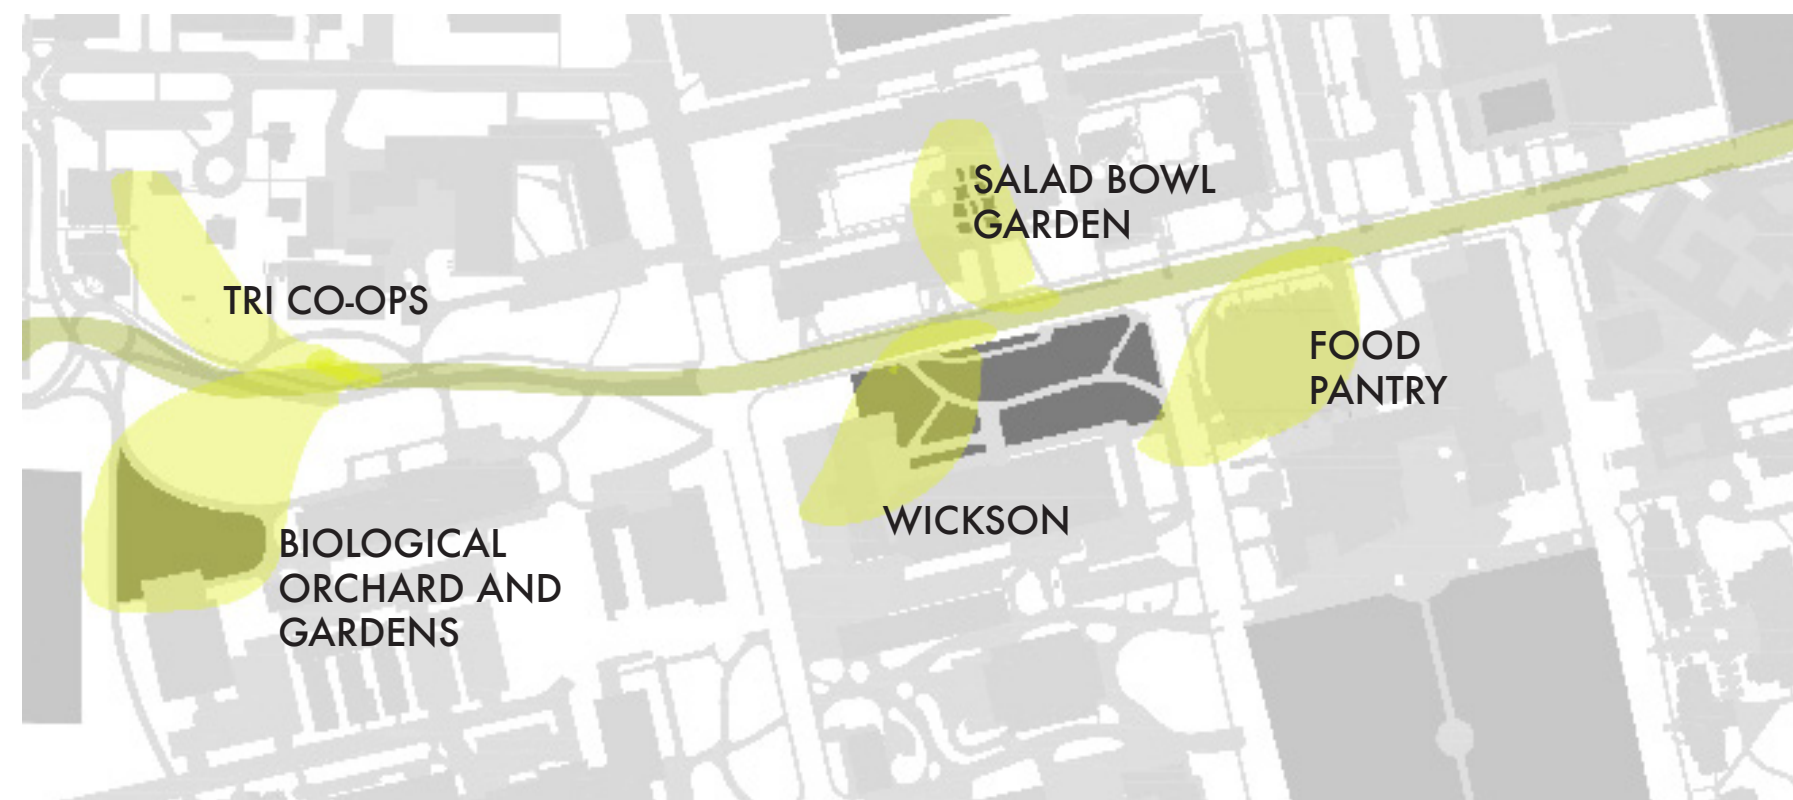 SALAD BOWL
GARDEN
TRI CO-OPS
FOOD
PANTRY
WICKSON
BIOLOGICAL
ORCHARD AND
GARDENS